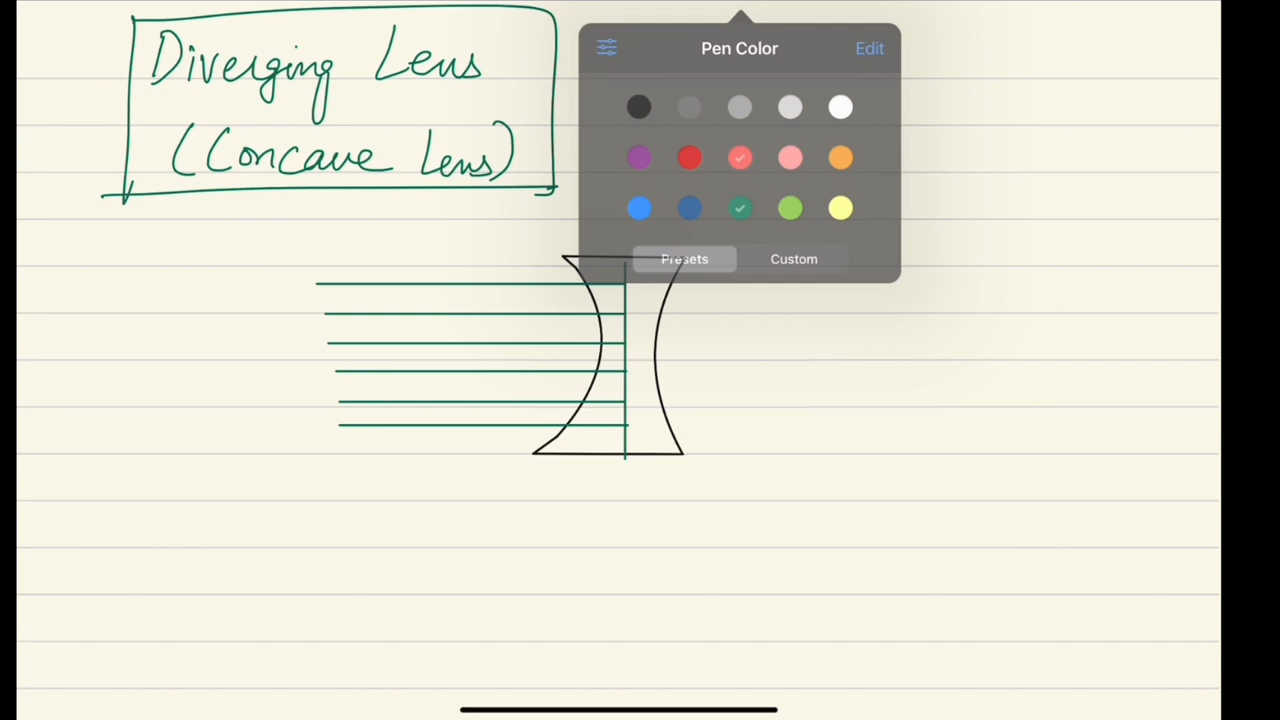 Diverging Lens
(Concave Lens)
Pen Color
Edit
Presets
Custom